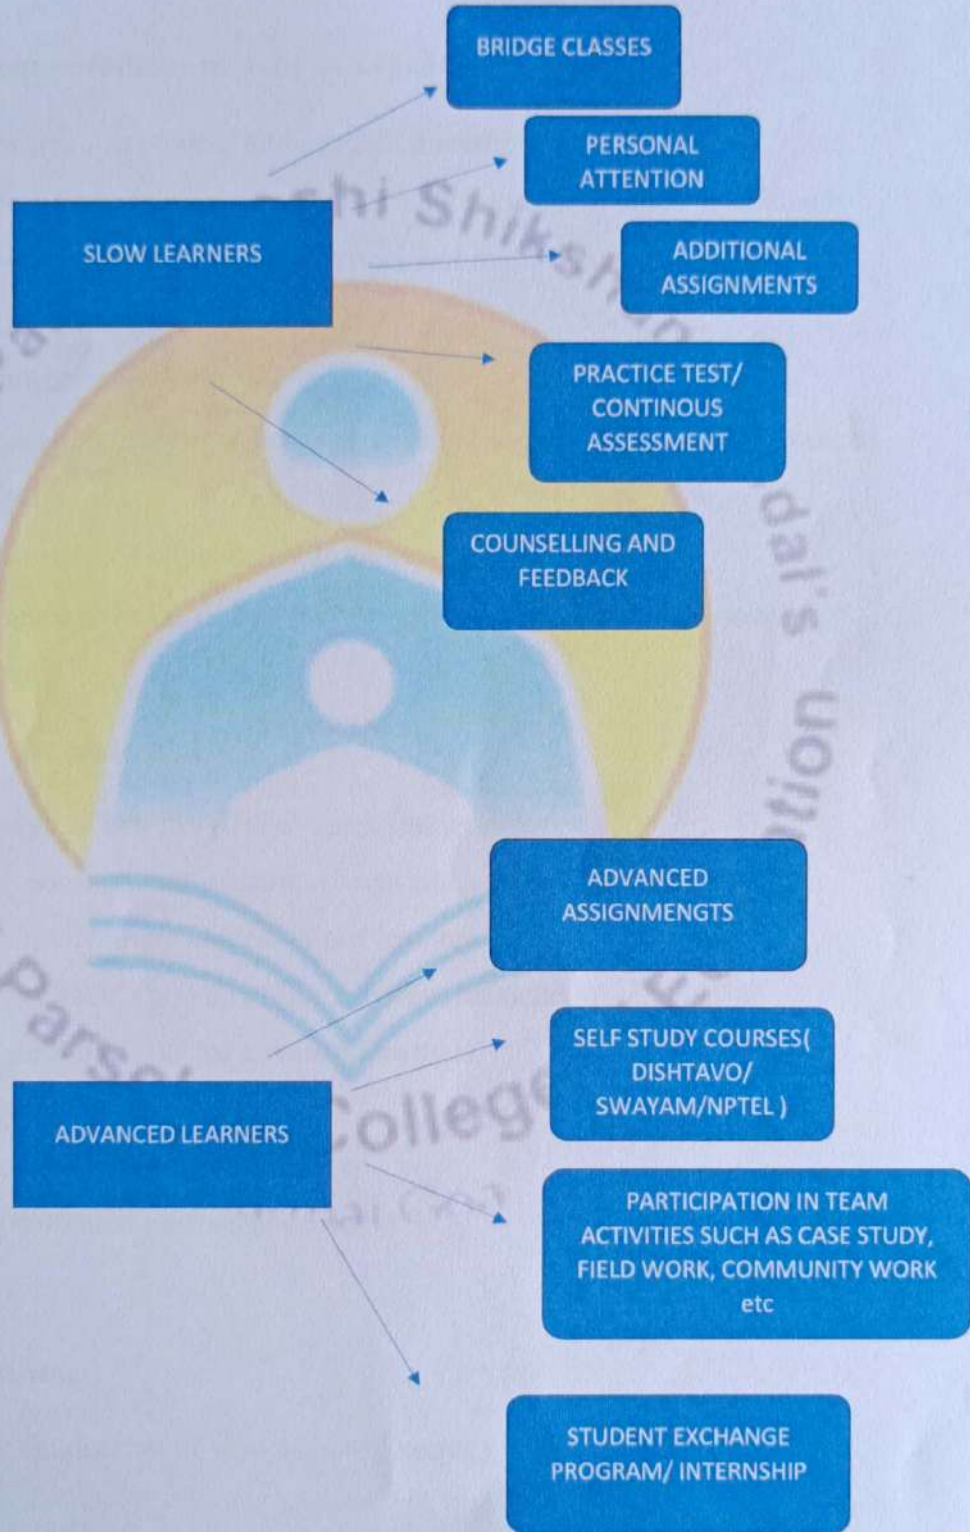 BRIDGE CLASSES
PERSONAL
ATTENTION
SLOW LEARNERS
ADDITIONAL
ASSIGNMENTS
PRACTICE TEST/
CONTINOUS
ASSESSMENT
COUNSELLING AND
FEEDBACK
ADVANCED
ASSIGNMENGTS
SELF STUDY COURSES(
DISHTAVO/
SWAYAM/NPTEL )
ADVANCED LEARNERS
PARTICIPATION IN TEAM
ACTIVITIES SUCH AS CASE STUDY,
FIELD WORK, COMMUNITY WORK
etc
STUDENT EXCHANGE
PROGRAM/ INTERNSHIP
College